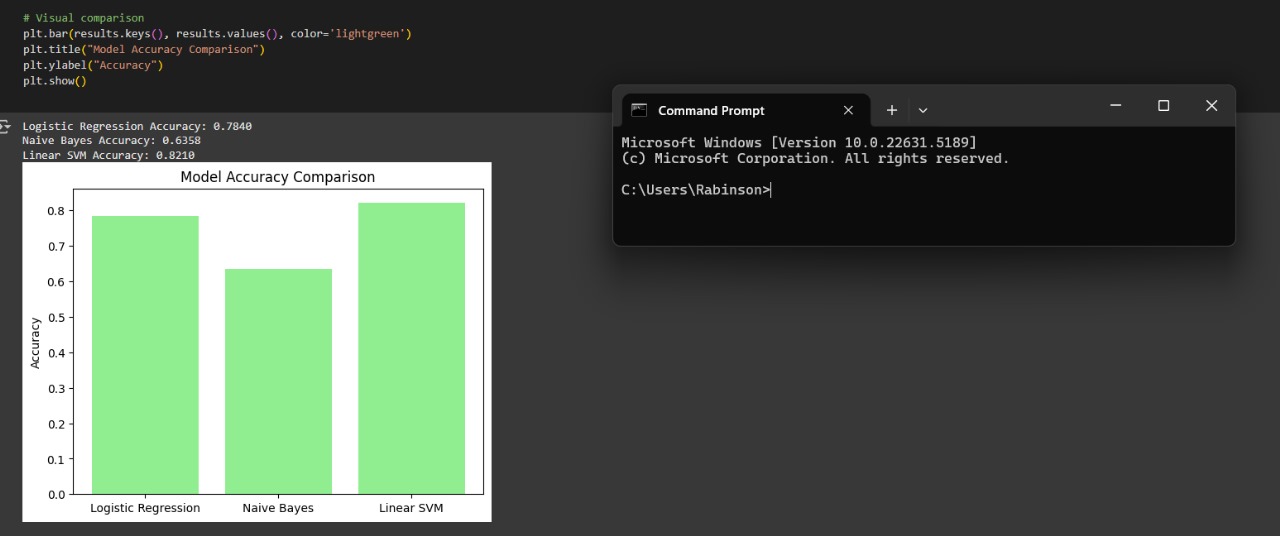 # Visual comparison
plt.bar(results.keys(), results.values(), color='lightgreen')
plt.title("Model Accuracy Comparison")
plt.ylabel("Accuracy")
plt.show()
Logistic Regression Accuracy: 0.7840
Naive Bayes Accuracy: 0.6358
Linear SVM Accuracy: 0.8210
Model Accuracy Comparison
Accuracy
0.8
0.7
0.6
0.5
0.4
0.3
0.2
0.1
0.0
Logistic Regression Naive Bayes Linear SVM
Command Prompt
Microsoft Windows [Version 10.0.22631.5189]
(c) Microsoft Corporation. All rights reserved.
C:\Users\Rabinson>